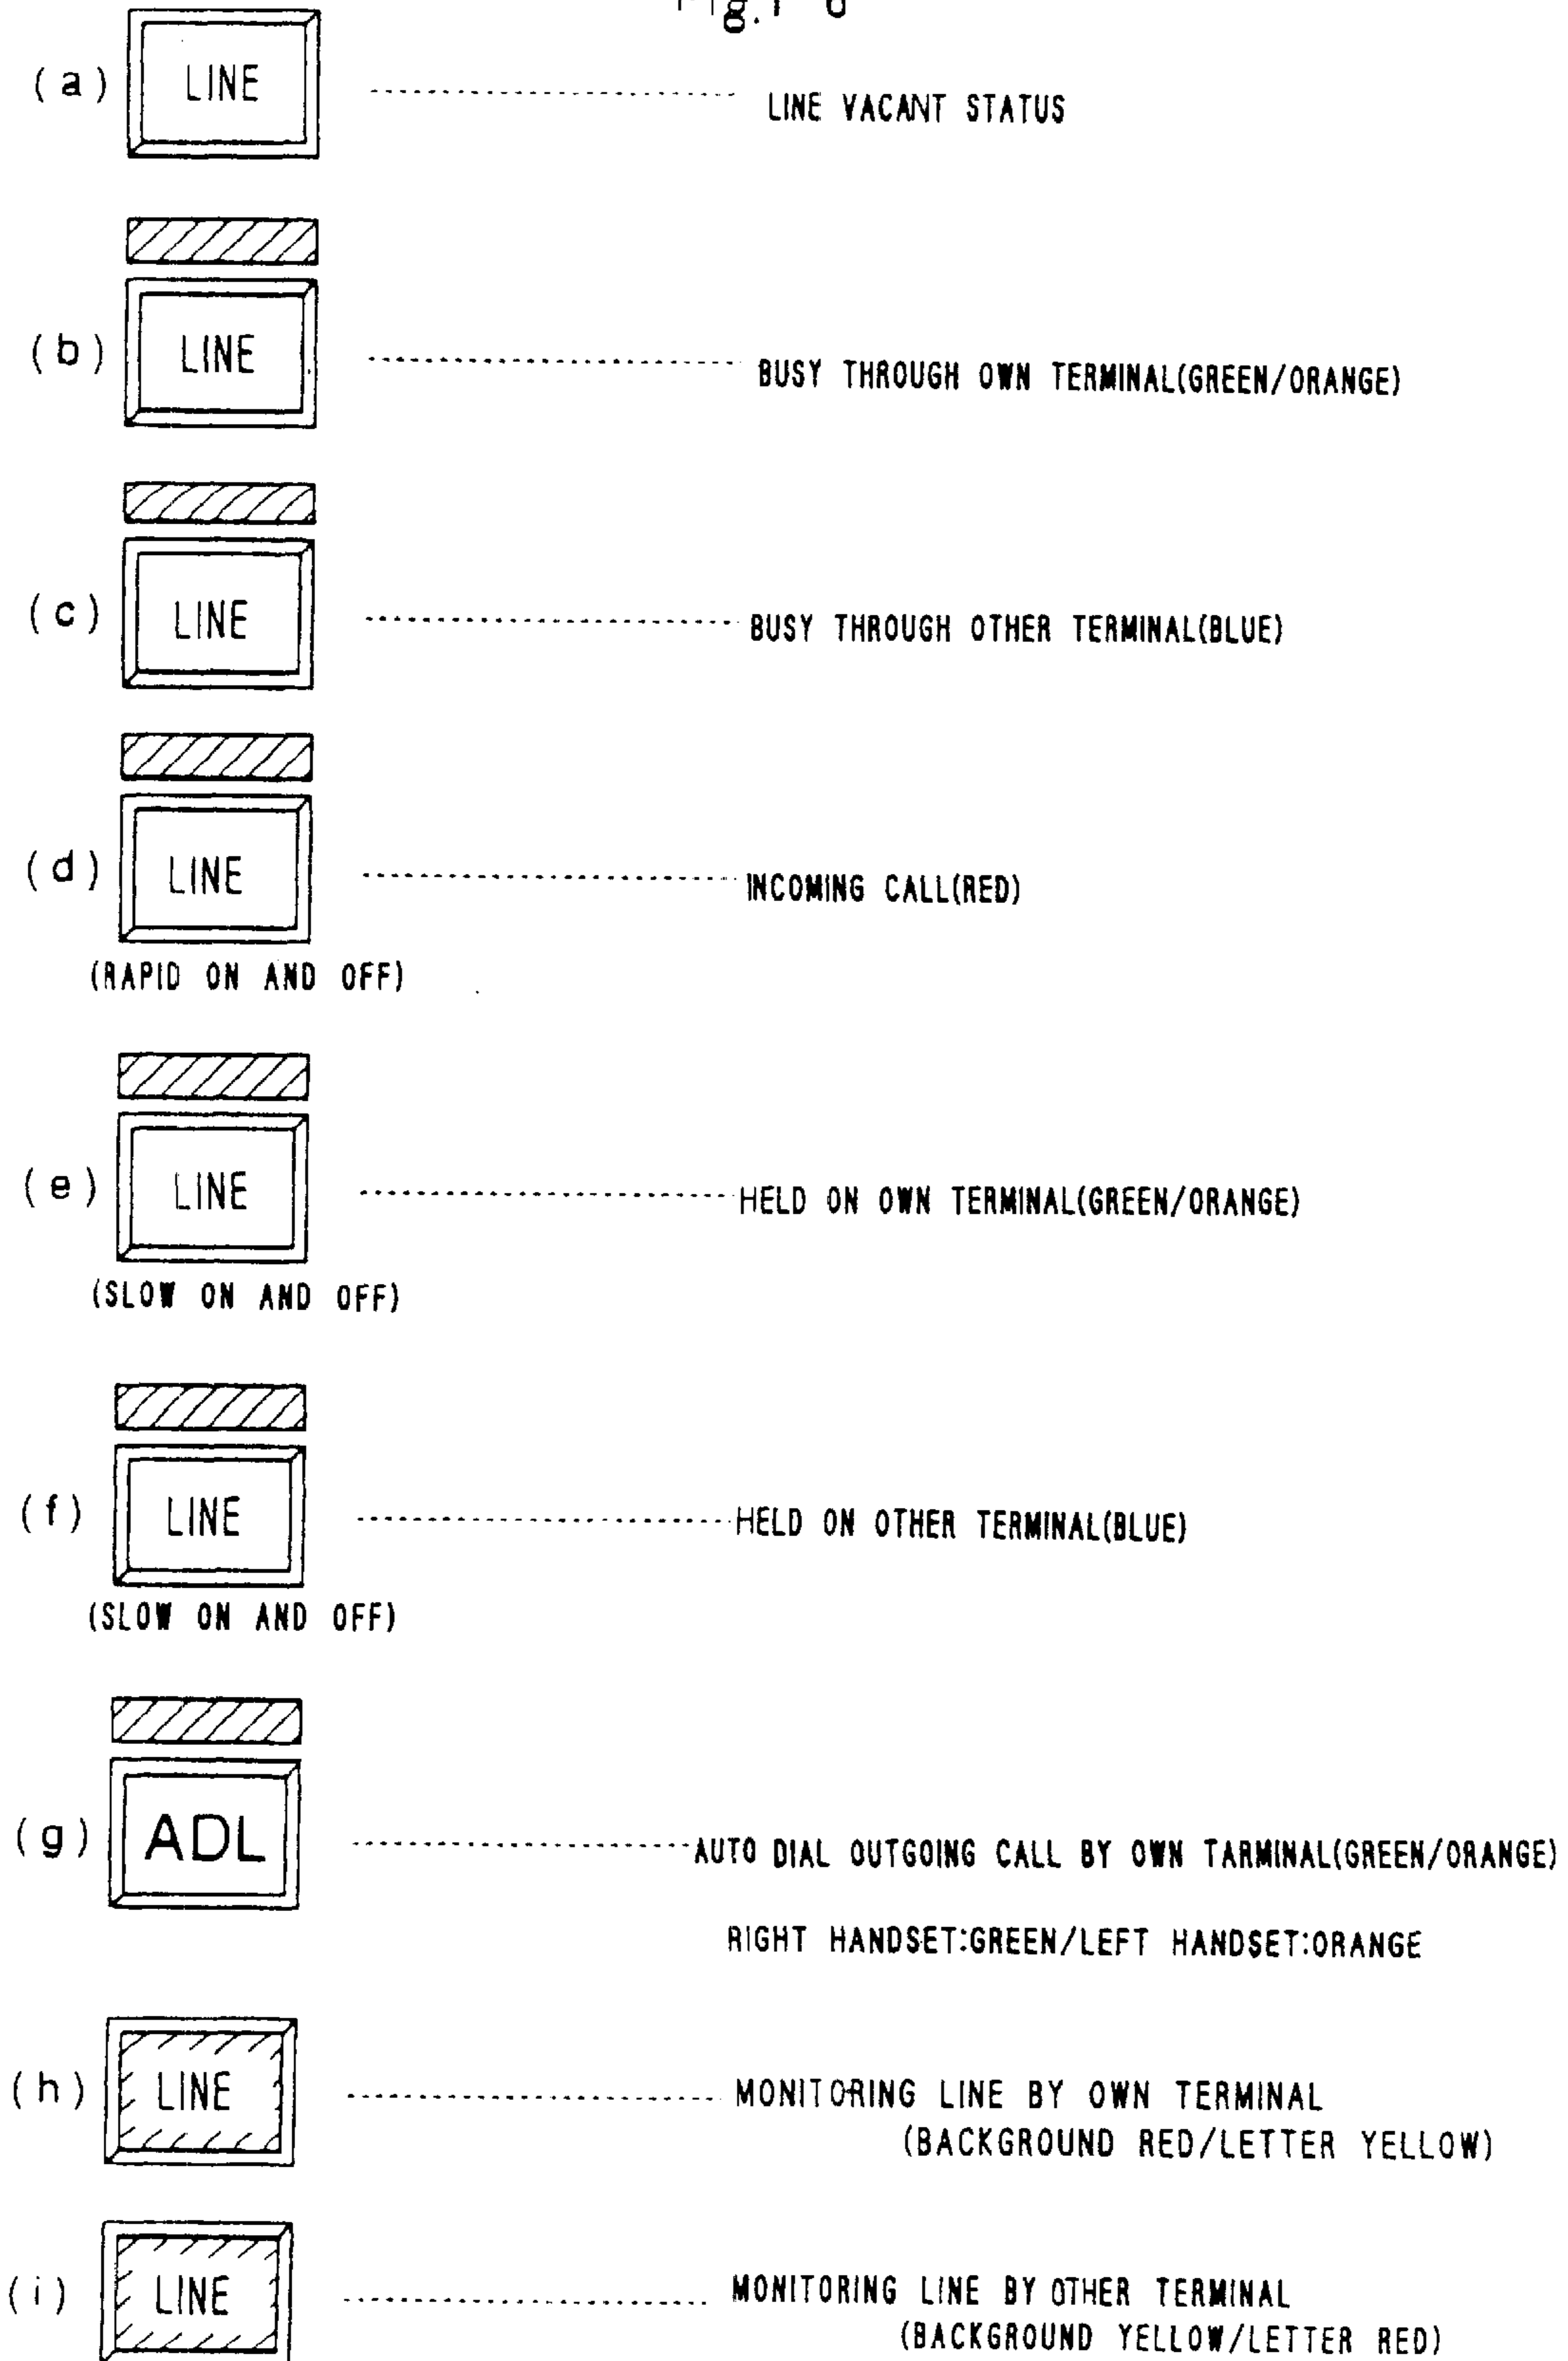 (a) LINE LINE VACANT STATUS
(b) LINE BUSY THROUGH OWN TERMINAL(GREEN/ORANGE)
(c) LINE BUSY THROUGH OTHER TERMINAL(BLUE)
(d) LINE INCOMING CALL(RED)
(RAPID ON AND OFF)
(e) LINE HELD ON OWN TERMINAL(GREEN/ORANGE)
(SLOW ON AND OFF)
(f) LINE HELD ON OTHER TERMINAL(BLUE)
(SLOW ON AND OFF)
(g) ADL AUTO DIAL OUTGOING CALL BY OWN TARMINAL(GREEN/ORANGE)
RIGHT HANDSET:GREEN/LEFT HANDSET:ORANGE
(h) LINE MONITORING LINE BY OWN TERMINAL
(BACKGROUND RED/LETTER YELLOW)
(i) LINE MONITORING LINE BY OTHER TERMINAL
(BACKGROUND YELLOW/LETTER RED)